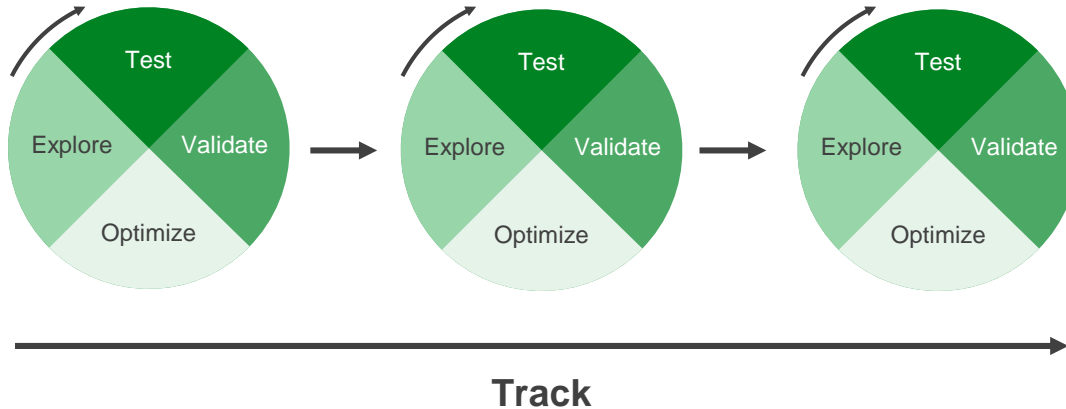 Test
Explore
Validate
Optimize
Test
Explore
Validate
Optimize
Test
Explore
Validate
Optimize
Track